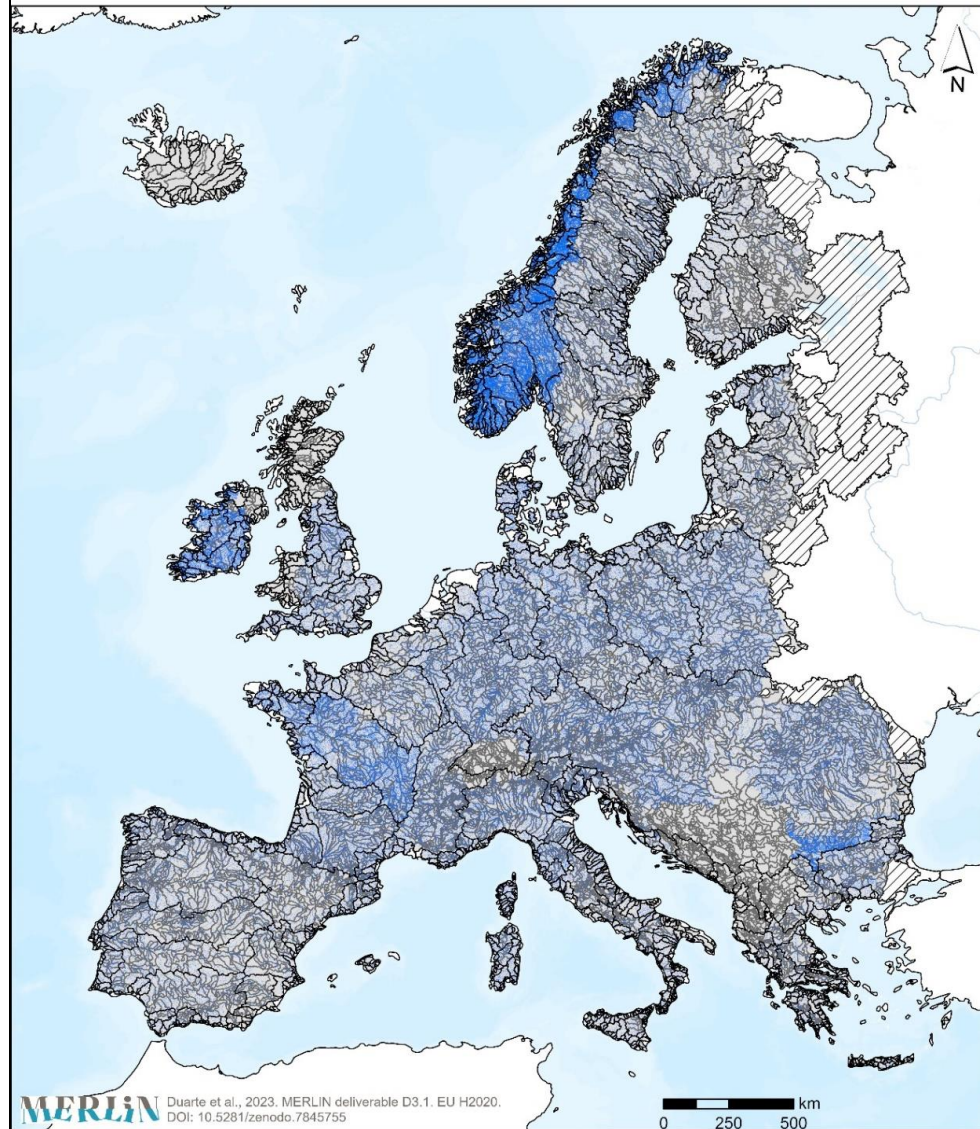 N
MERLIN
Duarte et al., 2023. MERLIN deliverable D3.1. EU H2020.
DOI: 10.5281/zenodo.7845755
km
0 250 500